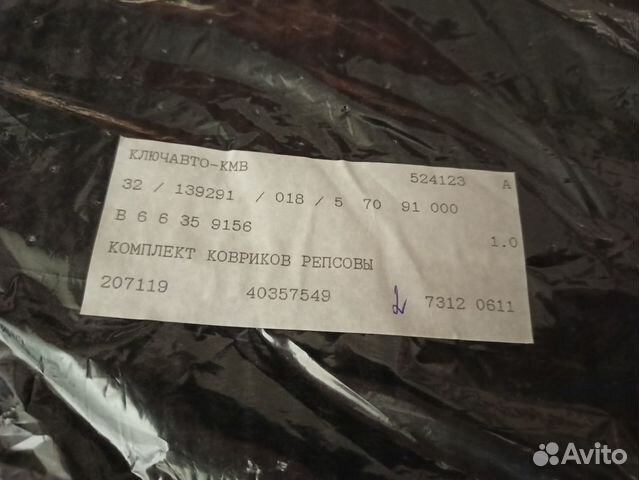 КЛЮЧАВТО-КМВ 524123 A
32 / 139291 / 018 / 5 70 91 000
B 6 6 35 9156 1.0
КОМПЛЕКТ КОВРИКОВ РЕПСОВЫ
207119 40357549 2 7312 0611
Avito